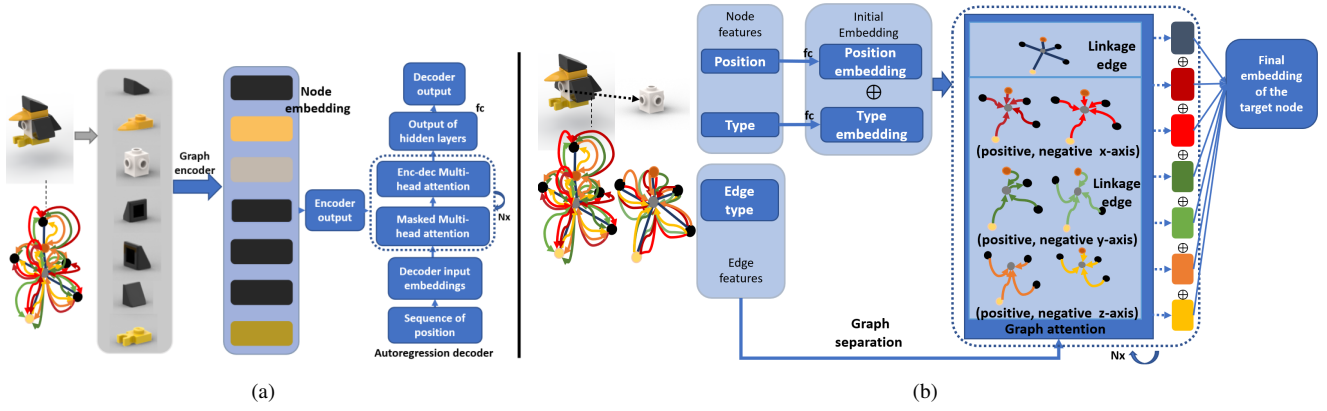 Node
embedding
Graph
encoder
Encoder
output
Decoder
output
fc
Output of
hidden layers
Enc-dec Multi-
head attention
Masked Multi-
head attention
Nx
Decoder input
embeddings
Sequence of
position
Autoregression decoder
(a)
Node
features
Position
Type
fc
fc
Initial
Embedding
Position
embedding
⊕
Type embedding
Edge
type
Edge
features
Graph
separation
Linkage
edge
(positive, negative x-axis)
Linkage
edge
(positive, negative y-axis)
(positive, negative z-axis)
Graph attention
Nx
⊕
⊕
⊕
⊕
⊕
⊕
Final
embedding
of the
target node
(b)